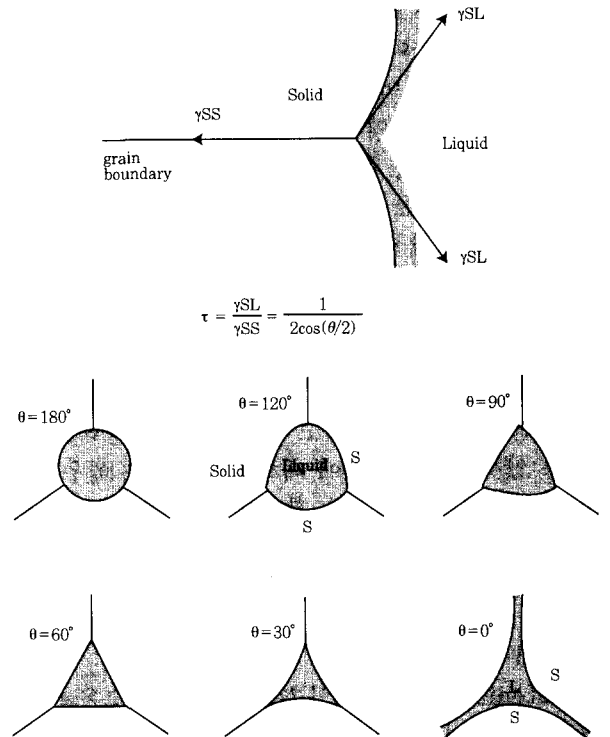 γSL
Solid
γSS
Liquid
grain
boundary
γSL
τ = γSL/γSS = 1/2cos(θ/2)
θ=180°
θ=120°
θ=90°
Solid
Liquid
S
S
θ=60°
θ=30°
θ=0°
S
L
S